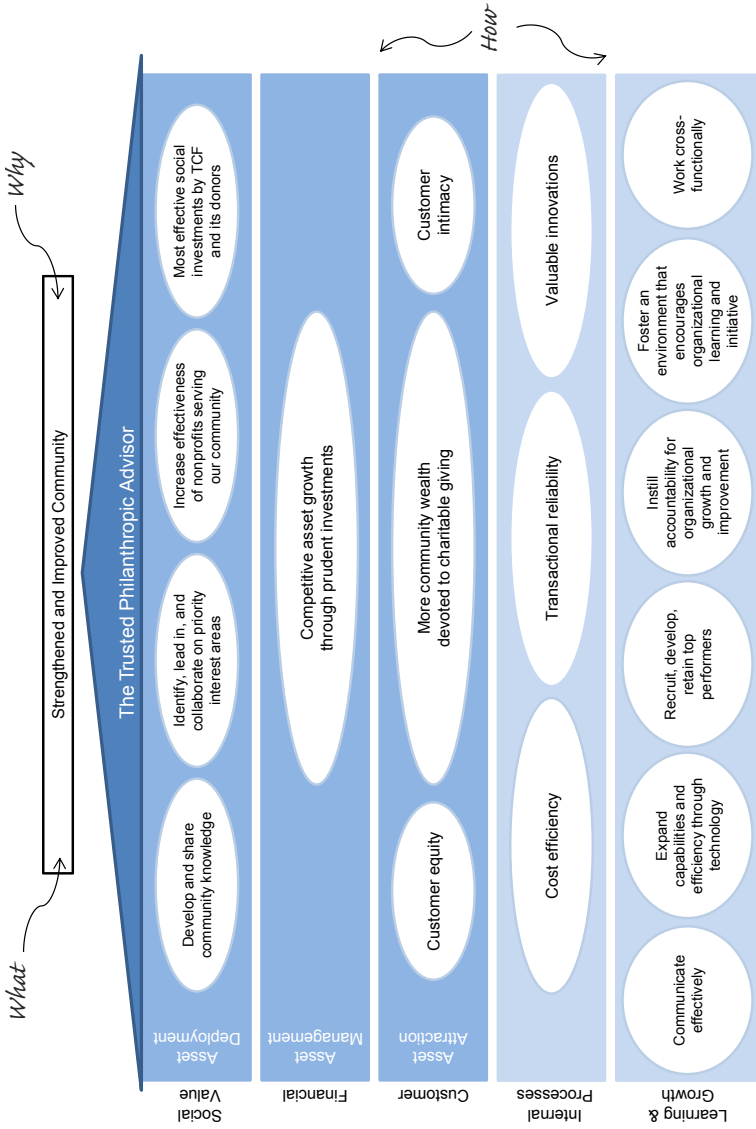 What
Why
Strengthened and Improved Community
The Trusted Philanthropic Advisor
Social
Value
Asset
Deployment
Develop and share
community knowledge
Identify, lead in, and
collaborate on priority
interest areas
Increase effectiveness
of nonprofits serving
our community
Most effective social
investments by TCF
and its donors
Financial
Asset
Management
Competitive asset growth
through prudent investments
Customer
Asset
Attraction
Customer equity
More community wealth
devoted to charitable giving
Customer
intimacy
How
Internal
Processes
Cost efficiency
Transactional reliability
Valuable innovations
Learning &
Growth
Communicate
effectively
Expand
capabilities and
efficiency through
technology
Recruit, develop,
retain top
performers
Instill
accountability for
organizational
growth and
improvement
Foster an
environment that
encourages
organizational
learning and
initiative
Work cross-
functionally